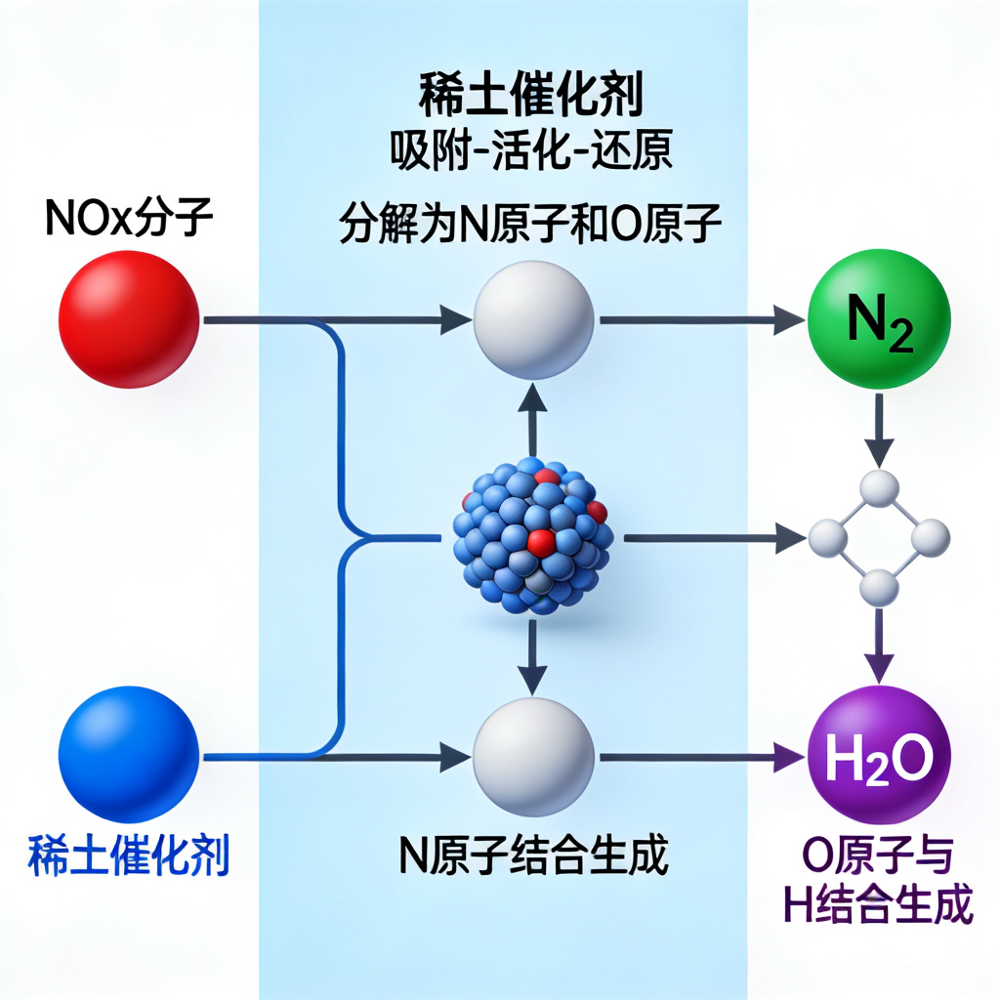 稀土催化剂
吸附-活化-还原
NOx分子
分解为N原子和O原子
N₂
H₂O
稀土催化剂
N原子结合生成
O原子与
H结合生成